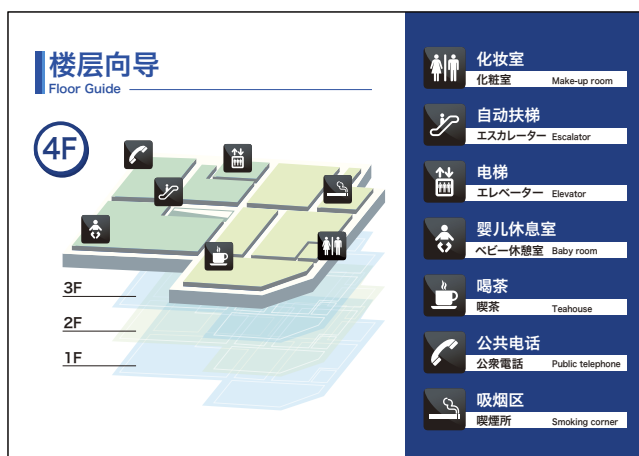 楼层向导
Floor Guide
4F
3F
2F
1F
化妆室
化粧室 Make-up room
自动扶梯
エスカレーター Escalator
电梯
エレベーター Elevator
婴儿休息室
ベビー休憩室 Baby room
喝茶
喫茶 Teahouse
公共电话
公衆電話 Public telephone
吸烟区
喫煙所 Smoking corner